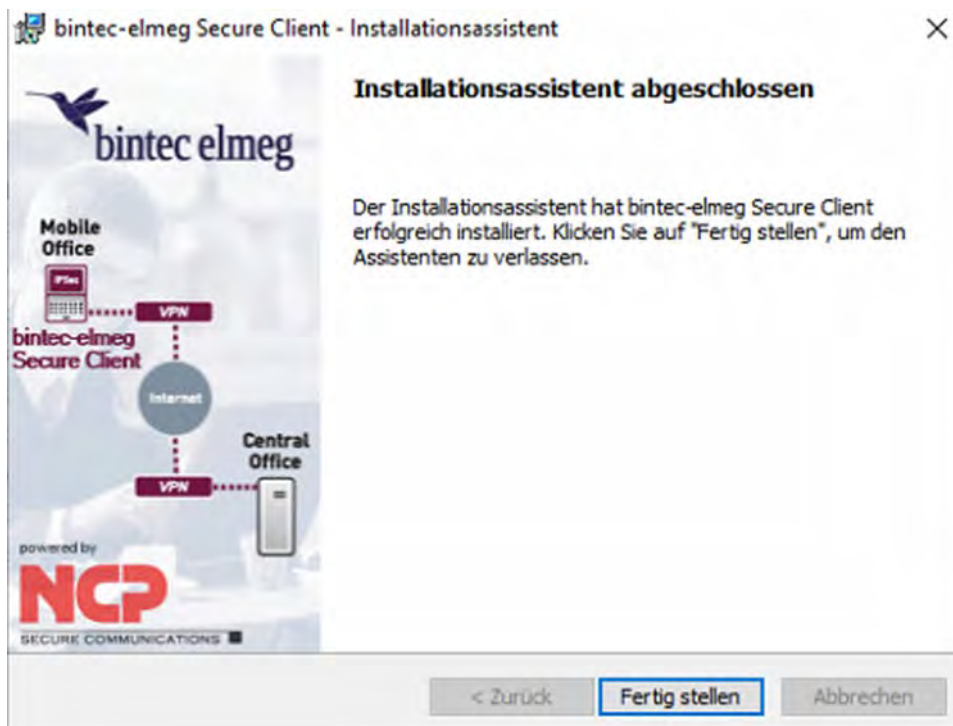 bintec-elmeg Secure Client - Installationsassistent
bintec elmeg
Mobile
Office
IPSec
VPN
bintec-elmeg
Secure Client
Internet
Central
Office
VPN
powered by
NCP
SECURE COMMUNICATIONS
Installationsassistent abgeschlossen
Der Installationsassistent hat bintec-elmeg Secure Client
erfolgreich installiert. Klicken Sie auf "Fertig stellen", um den
Assistenten zu verlassen.
< Zurück
Fertig stellen
Abbrechen